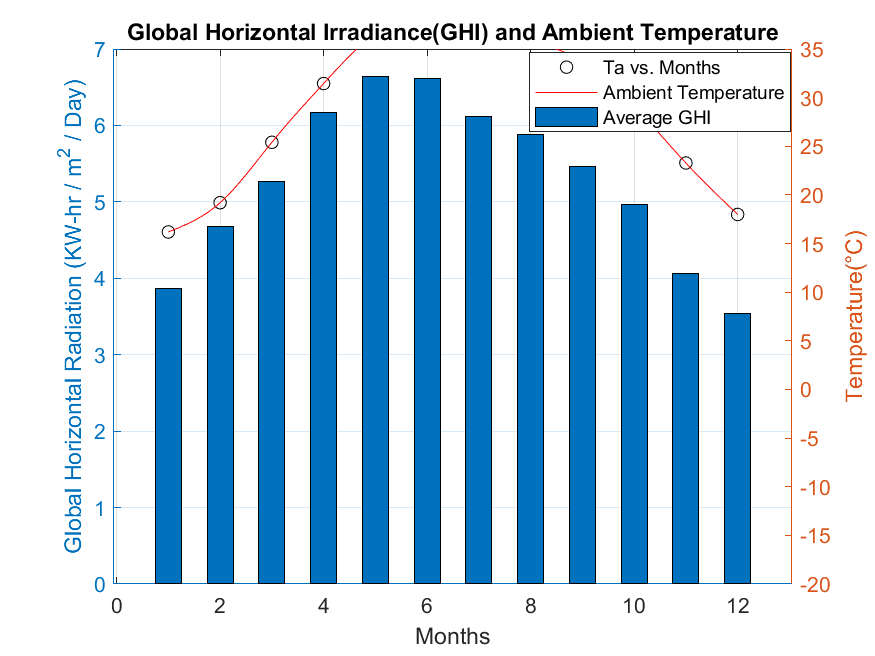 Global Horizontal Irradiance(GHI) and Ambient Temperature
Global Horizontal Radiation (KW-hr / m² / Day)
7
6
5
4
3
2
1
0
Ta vs. Months
Ambient Temperature
Average GHI
35
30
25
20
15
10
5
0
-5
-10
-15
-20
Temperature(°C)
0 2 4 6 8 10 12
Months